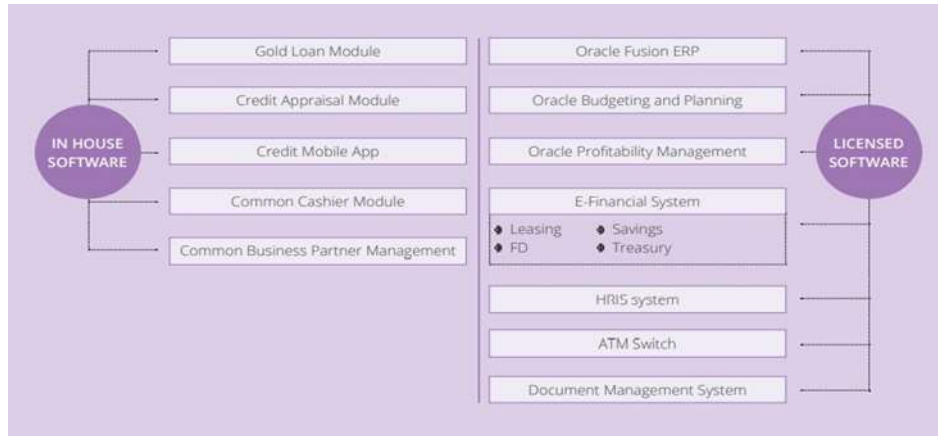 IN HOUSE
SOFTWARE
Gold Loan Module
Credit Appraisal Module
Credit Mobile App
Common Cashier Module
Common Business Partner Management
Oracle Fusion ERP
Oracle Budgeting and Planning
Oracle Profitability Management
E-Financial System
Leasing
Savings
FD
Treasury
HRIS system
ATM Switch
Document Management System
LICENSED
SOFTWARE